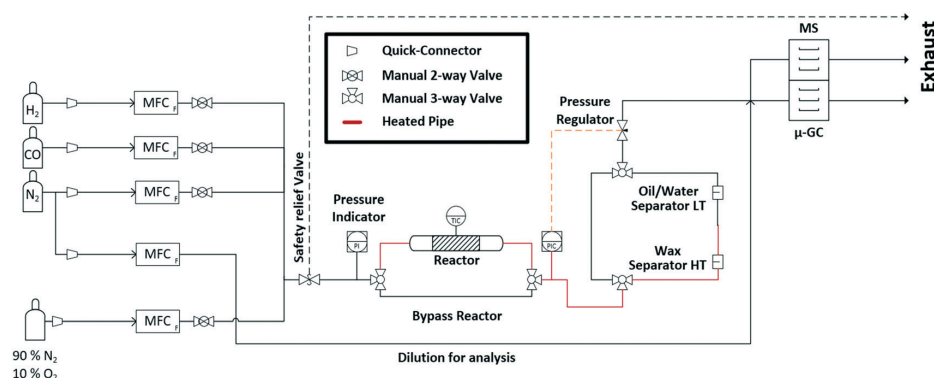 MS
Exhaust
Quick-Connector
Manual 2-way Valve
Manual 3-way Valve
Heated Pipe
Pressure
Regulator
μ-GC
H₂
MFC F
CO
MFC F
N₂
MFC F
Safety relief Valve
Oil/Water
Separator LT
Pressure
Indicator
TIC
PI
PIC
MFC F
Reactor
Wax
Separator HT
Bypass Reactor
MFC F
Dilution for analysis
90 % N₂
10 % O₂